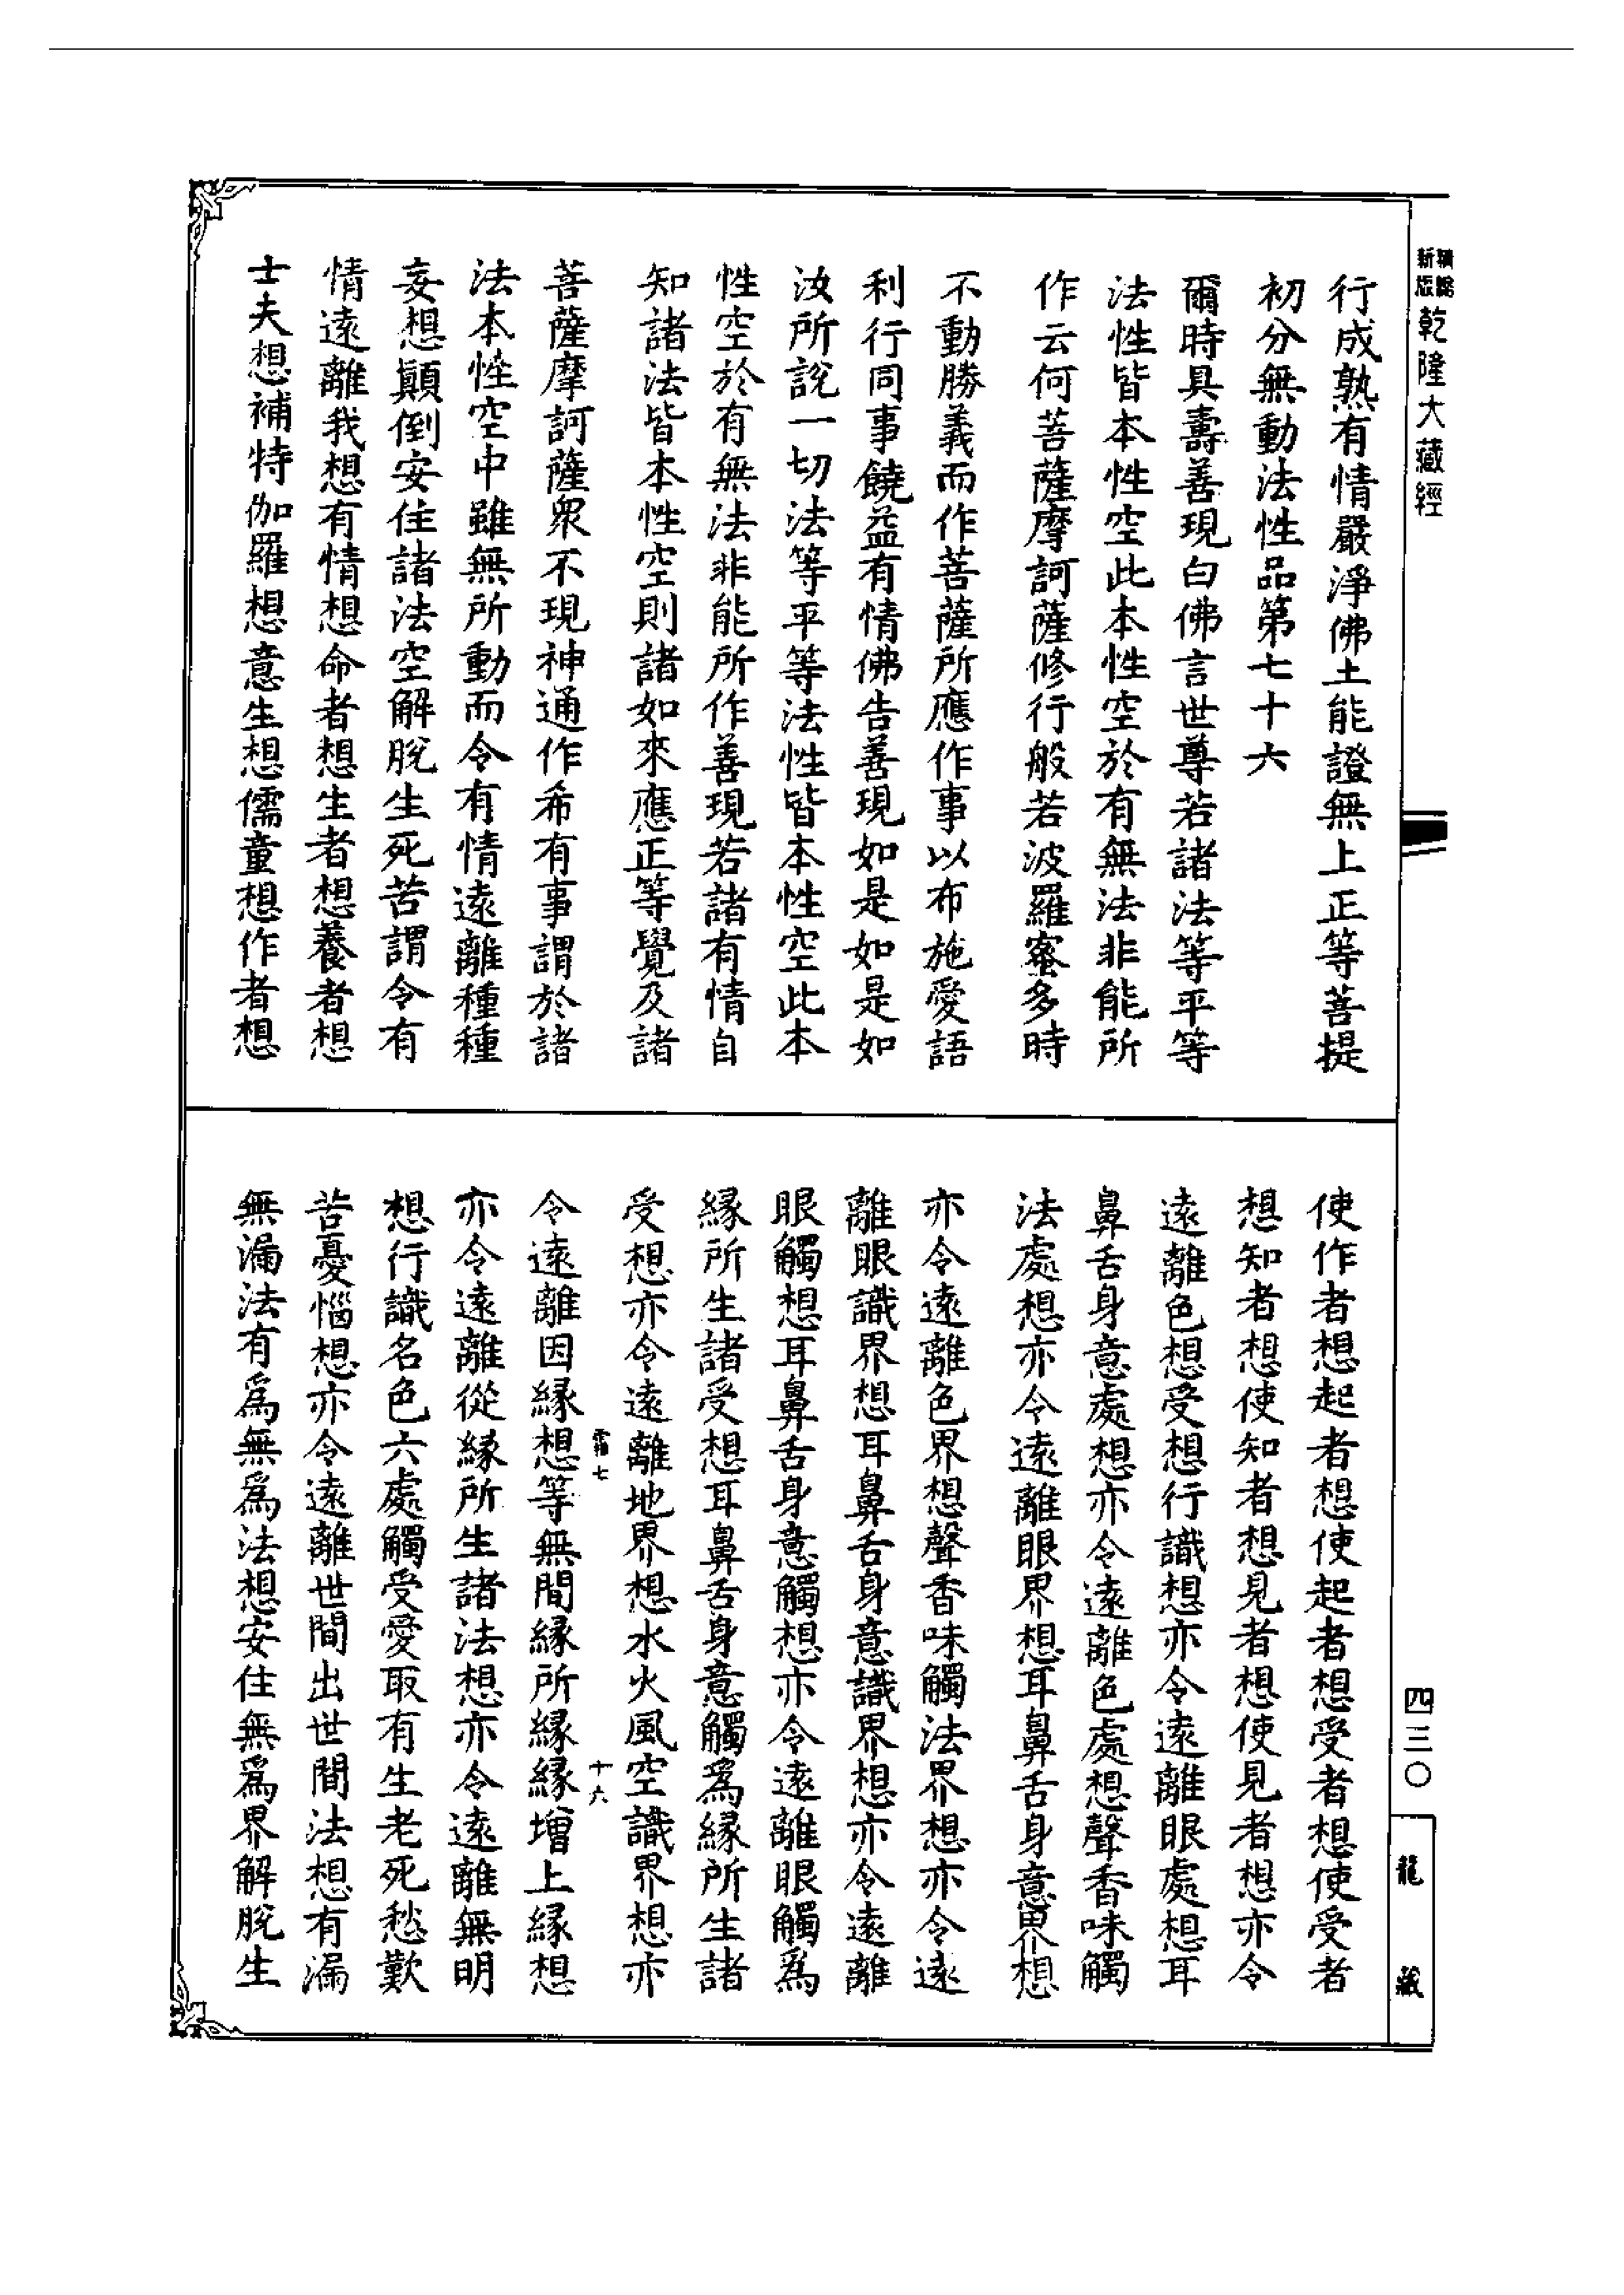 新版
精縮
乾隆大藏經
行成熟有情嚴淨佛土能證無上正等菩提
初分無動法性品第七十六
爾時具壽善現白佛言世尊若諸法等平等
法性皆本性空此本性空於有無法非能所
作云何菩薩摩訶薩修行般若波羅蜜多時
不動勝義而作菩薩所應作事以布施愛語
利行同事饒益有情佛告善現如是如是如
汝所說一切法等平等法性皆本性空此本
性空於有無法非能所作善現若諸有情自
知諸法皆本性空則諸如來應正等覺及諸
菩薩摩訶薩眾不現神通作希有事謂於諸
法本性空中雖無所動而令有情遠離種種
妄想顛倒安住諸法空解脫生死苦謂令有
情遠離我想有情想命者想生者想養者想
士夫想補特伽羅想意生想儒童想作者想
使作者想起者想使起者想受者想使受者
想知者想使知者想見者想使見者想亦令
遠離色想受想行識想亦令遠離眼處想耳
鼻舌身意處想亦令遠離色處想聲香味觸
法處想亦令遠離眼界想耳鼻舌身意界想
亦令遠離色界想聲香味觸法界想亦令遠
離眼識界想耳鼻舌身意識界想亦令遠離
眼觸想耳鼻舌身意觸想亦令遠離眼觸爲
緣所生諸受想耳鼻舌身意觸爲緣所生諸
受想亦令遠離地界想水火風空識界想亦
霜七
十六
令遠離因緣想等無間緣所緣緣增上緣想
亦令遠離從緣所生諸法想亦令遠離無明
想行識名色六處觸受愛取有生老死愁歎
苦憂惱想亦令遠離世間出世間法想有漏
無漏法有爲無爲法想安住無爲界解脫生
四三〇
龍藏